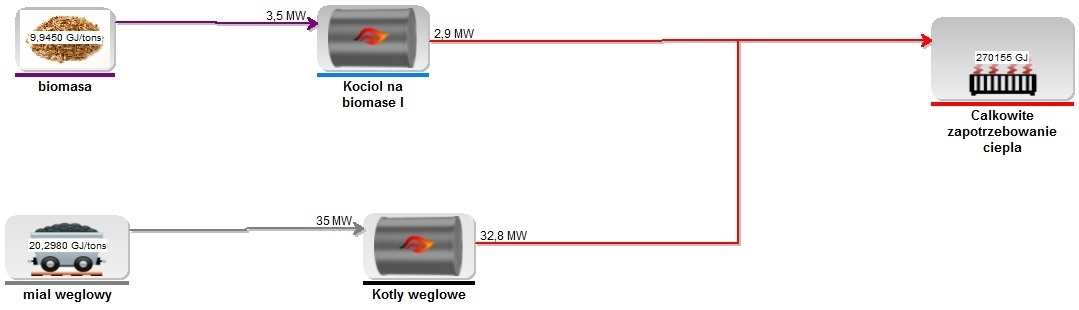 9,9450 GJ/tons
biomasa
3,5 MW
2,9 MW
Kociol na
biomase I
270155 GJ
Calkowite
zapotrzebowanie
ciepla
20,2980 GJ/tons
mial weglowy
35 MW
32,8 MW
Kotly weglowe